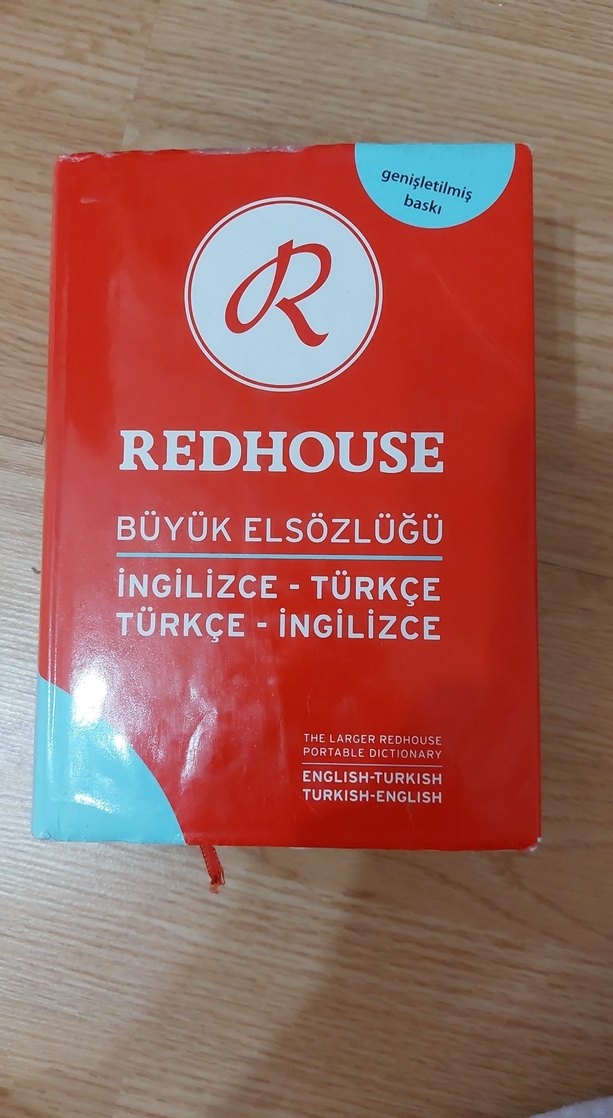 genişletilmiş
baskı
R
REDHOUSE
BÜYÜK ELSÖZLÜĞÜ
İNGİLİZCE - TÜRKÇE
TÜRKÇE - İNGİLİZCE
THE LARGER REDHOUSE
PORTABLE DICTIONARY
ENGLISH-TURKISH
TURKISH-ENGLISH